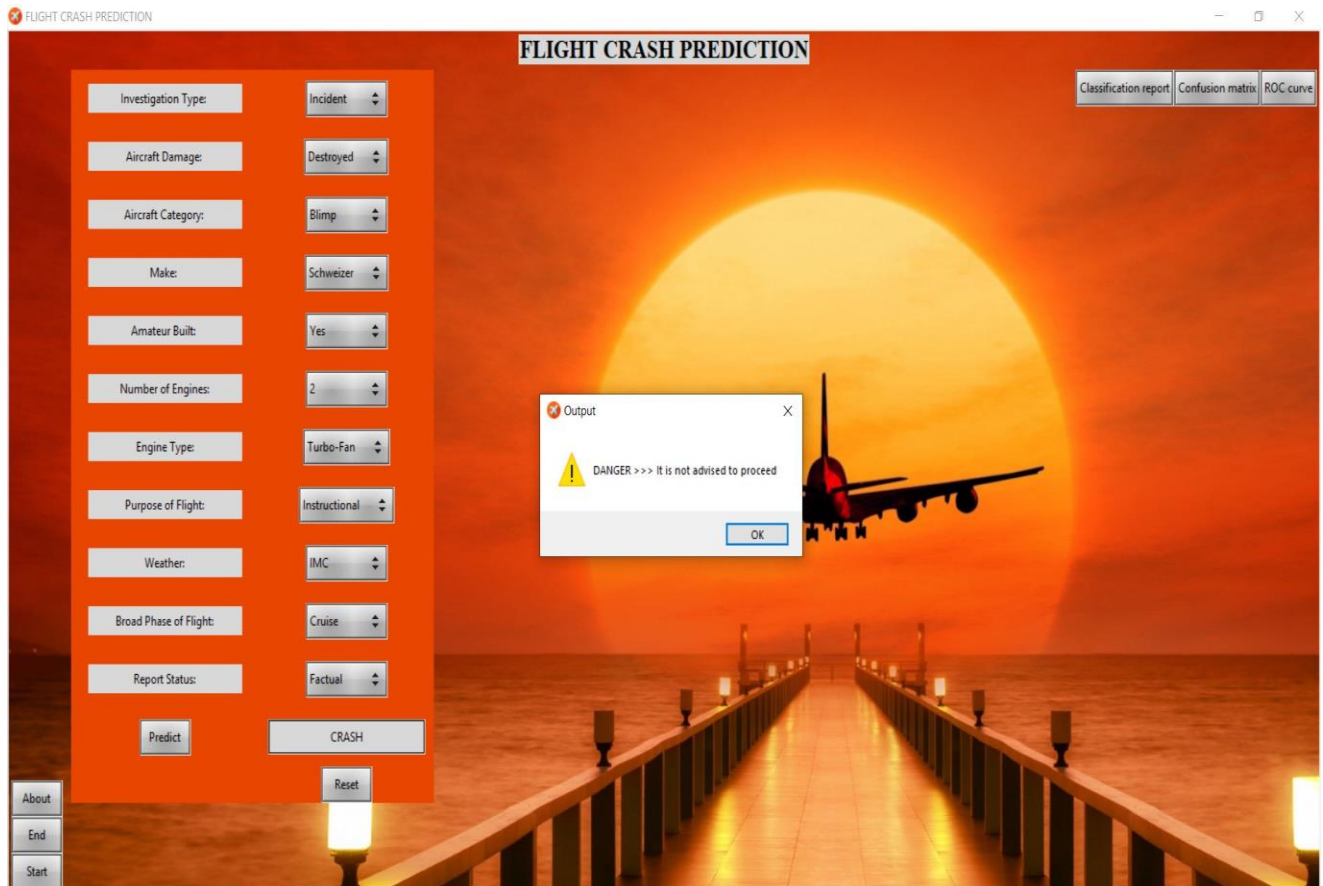 FLIGHT CRASH PREDICTION
FLIGHT CRASH PREDICTION
Classification report Confusion matrix ROC curve
Investigation Type: Incident
Aircraft Damage: Destroyed
Aircraft Category: Blimp
Make: Schweizer
Amateur Built: Yes
Number of Engines: 2
Engine Type: Turbo-Fan
Purpose of Flight: Instructional
Weather: IMC
Broad Phase of Flight: Cruise
Report Status: Factual
Predict CRASH
Reset
Output
DANGER >>> It is not advised to proceed
OK
About
End
Start